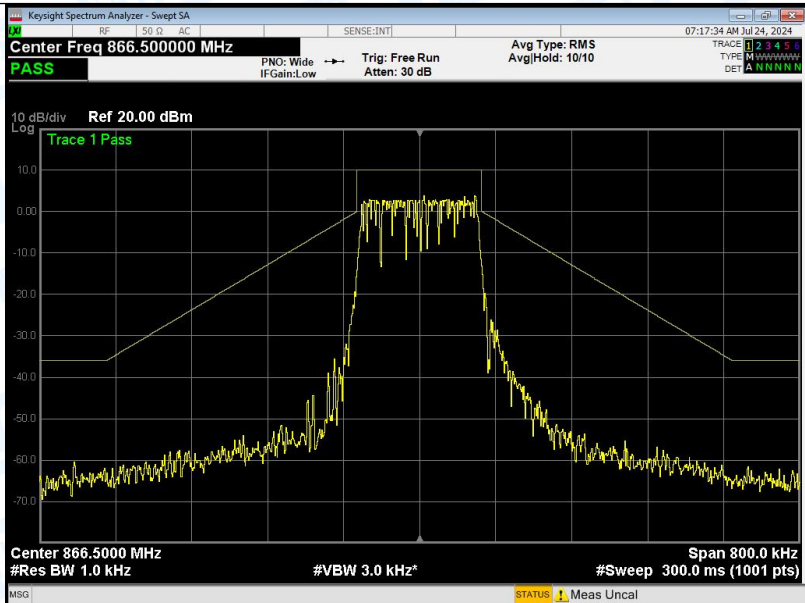 Keysight Spectrum Analyzer - Swept SA
LXI RF 50 Ω AC SENSE:INT 07:17:34 AM Jul 24, 2024
Center Freq 866.500000 MHz
PASS
PNO: Wide
IFGain:Low
Trig: Free Run
Atten: 30 dB
Avg Type: RMS
Avg|Hold: 10/10
TRACE 1 2 3 4 5 6
TYPE M WWWWW
DET A N N N N N
10 dB/div Ref 20.00 dBm
Log
Trace 1 Pass
10.0
0.00
-10.0
-20.0
-30.0
-40.0
-50.0
-60.0
-70.0
Center 866.5000 MHz Span 800.0 kHz
#Res BW 1.0 kHz #VBW 3.0 kHz* #Sweep 300.0 ms (1001 pts)
MSG STATUS Meas Uncal